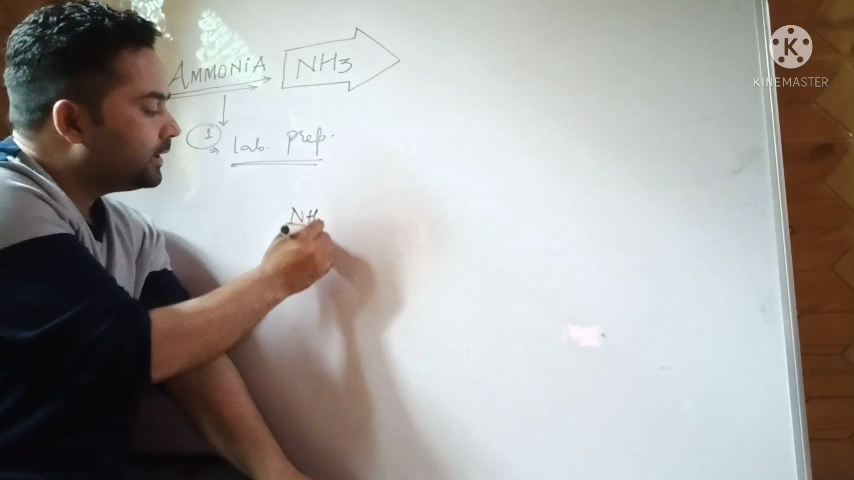 AMMONIA NH3
1 lab. prep.
NH
K
KINEMASTER